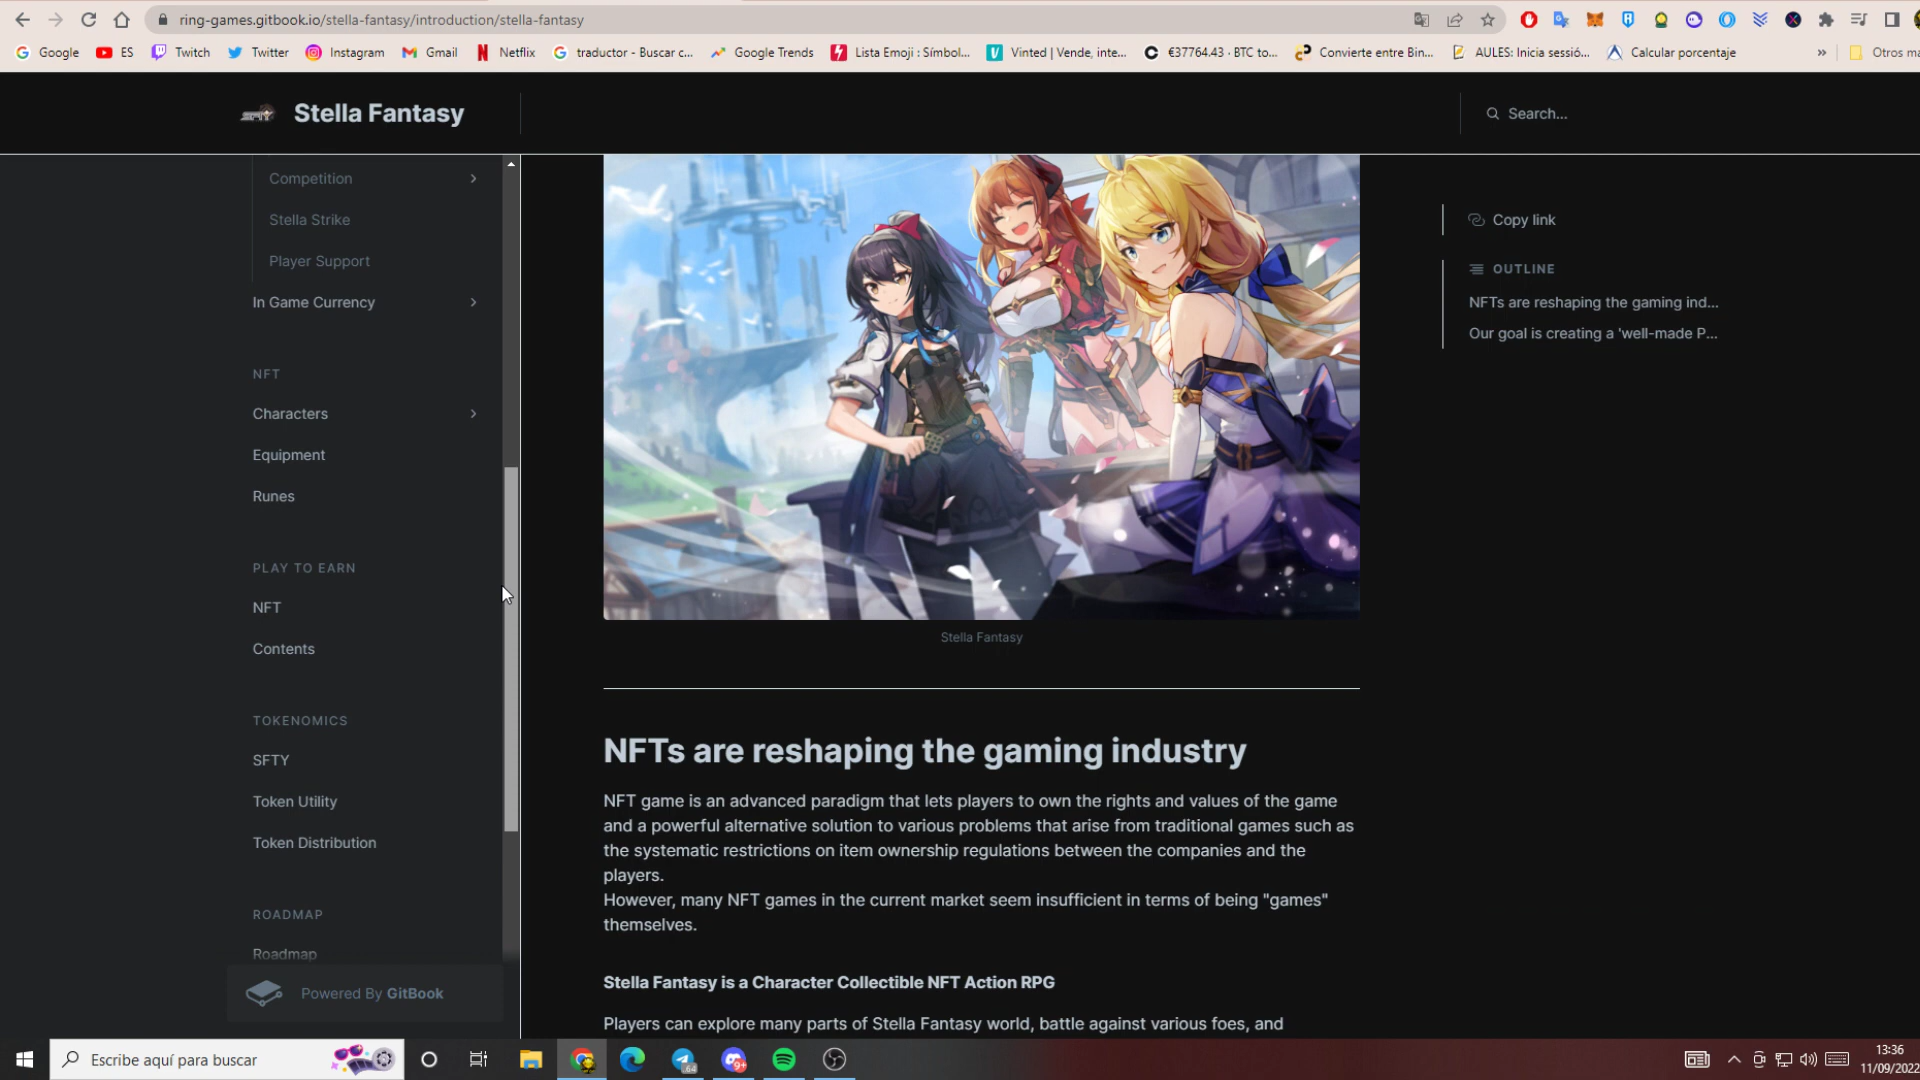 ring-games.gitbook.io/stella-fantasy/introduction/stella-fantasy
Google
ES
Twitch
Twitter
Instagram
Gmail
Netflix
traductor - Buscar c...
Google Trends
Lista Emoji : Símbol...
Vinted | Vende, inte...
€37764.43 · BTC to...
Convierte entre Bin...
AULES: Inicia sessió...
Calcular porcentaje
»
Otros ma
Stella Fantasy
Search...
Competition
Stella Strike
Player Support
In Game Currency
NFT
Characters
Equipment
Runes
PLAY TO EARN
NFT
Contents
TOKENOMICS
SFTY
Token Utility
Token Distribution
ROADMAP
Roadmap
Powered By GitBook
Stella Fantasy
NFTs are reshaping the gaming industry
NFT game is an advanced paradigm that lets players to own the rights and values of the game
and a powerful alternative solution to various problems that arise from traditional games such as
the systematic restrictions on item ownership regulations between the companies and the
players.
However, many NFT games in the current market seem insufficient in terms of being "games"
themselves.
Stella Fantasy is a Character Collectible NFT Action RPG
Players can explore many parts of Stella Fantasy world, battle against various foes, and
Copy link
OUTLINE
NFTs are reshaping the gaming ind...
Our goal is creating a 'well-made P...
Escribe aquí para buscar
64
9+
13:36
11/09/2022